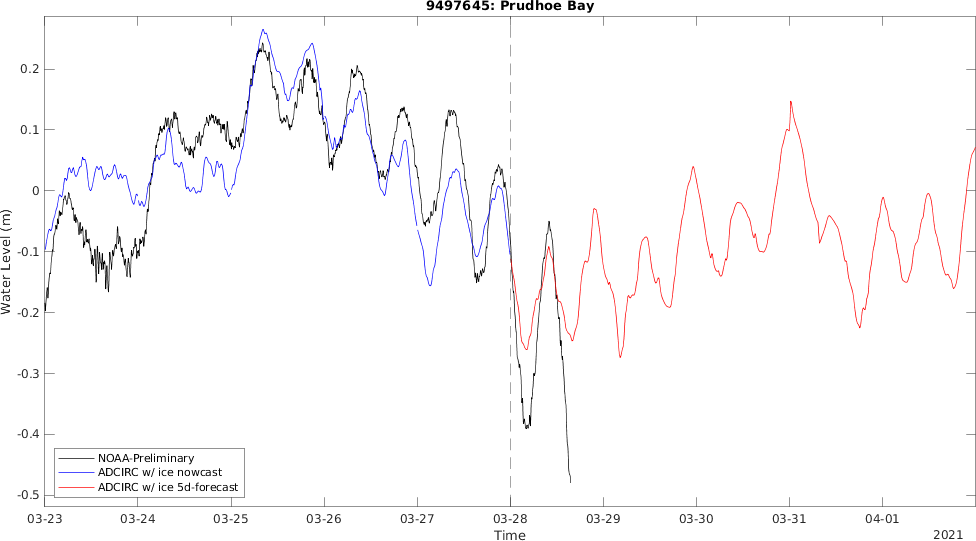 9497645: Prudhoe Bay
Water Level (m)
0.2
0.1
0
-0.1
-0.2
-0.3
-0.4
-0.5
NOAA-Preliminary
ADCIRC w/ ice nowcast
ADCIRC w/ ice 5d-forecast
03-23 03-24 03-25 03-26 03-27 03-28 03-29 03-30 03-31 04-01
Time
2021